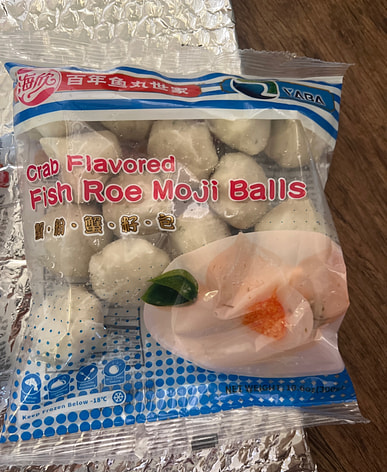 海欣
百年鱼丸世家
YABA
Crab Flavored
Fish Roe Moji Balls
蟹·籽·包
Keep Frozen Below -18℃
NET WEIGHT